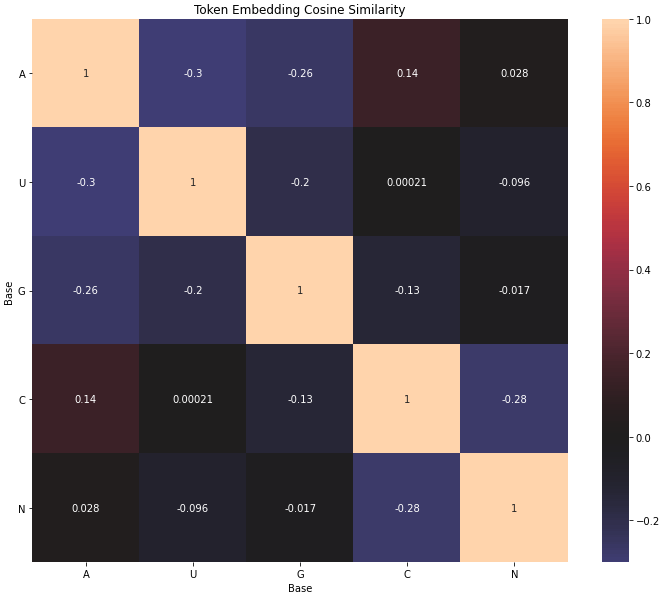 Token Embedding Cosine Similarity
A 1 -0.3 -0.26 0.14 0.028
U -0.3 1 -0.2 0.00021 -0.096
G -0.26 -0.2 1 -0.13 -0.017
C 0.14 0.00021 -0.13 1 -0.28
N 0.028 -0.096 -0.017 -0.28 1
A U G C N
Base
Base
1.0
0.8
0.6
0.4
0.2
0.0
−0.2